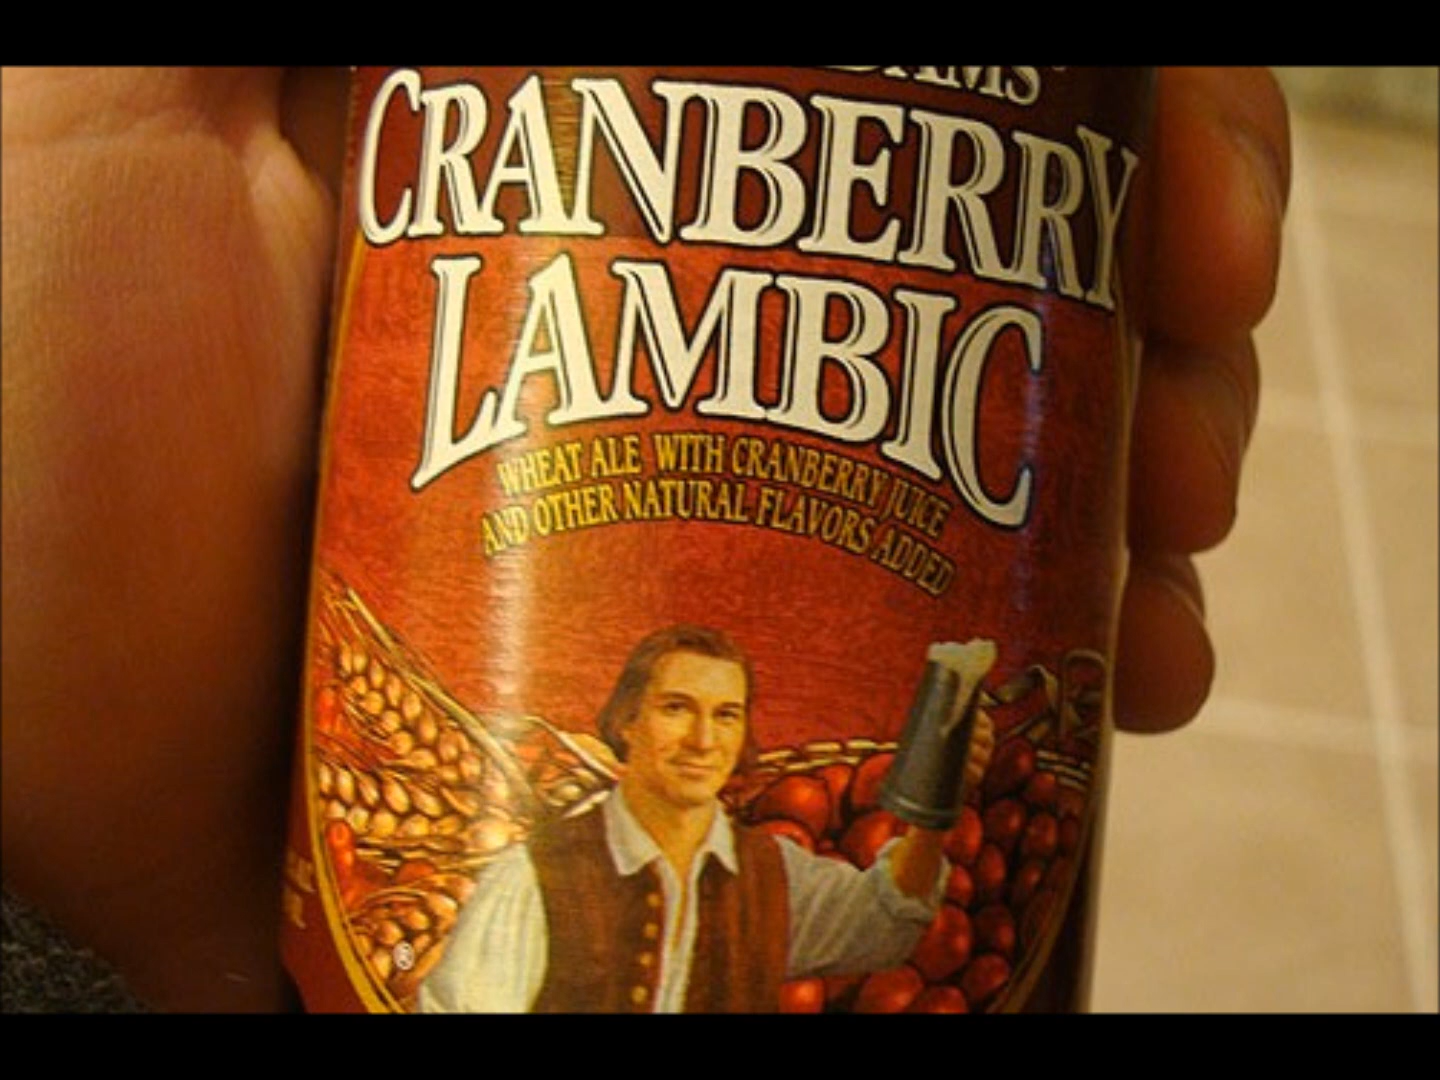 CRANBERRY
LAMBIC
WHEAT ALE WITH CRANBERRY JUICE
AND OTHER NATURAL FLAVORS ADDED
®